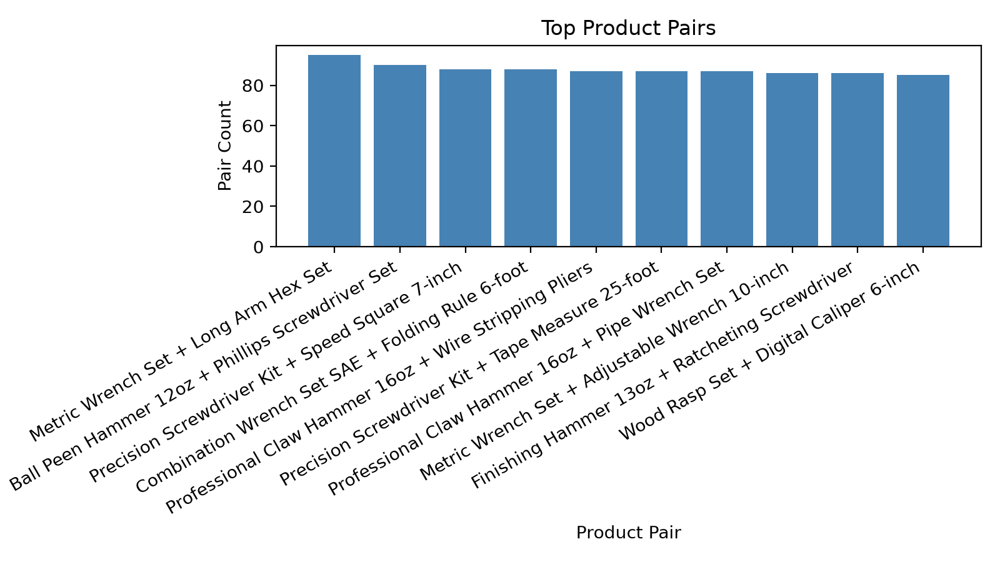 Top Product Pairs
Pair Count
80
60
40
20
0
Metric Wrench Set + Long Arm Hex Set
Ball Peen Hammer 12oz + Phillips Screwdriver Set
Precision Screwdriver Kit + Speed Square 7-inch
Combination Wrench Set SAE + Folding Rule 6-foot
Professional Claw Hammer 16oz + Wire Stripping Pliers
Precision Screwdriver Kit + Tape Measure 25-foot
Professional Claw Hammer 16oz + Pipe Wrench Set
Metric Wrench Set + Adjustable Wrench 10-inch
Finishing Hammer 13oz + Ratcheting Screwdriver
Wood Rasp Set + Digital Caliper 6-inch
Product Pair